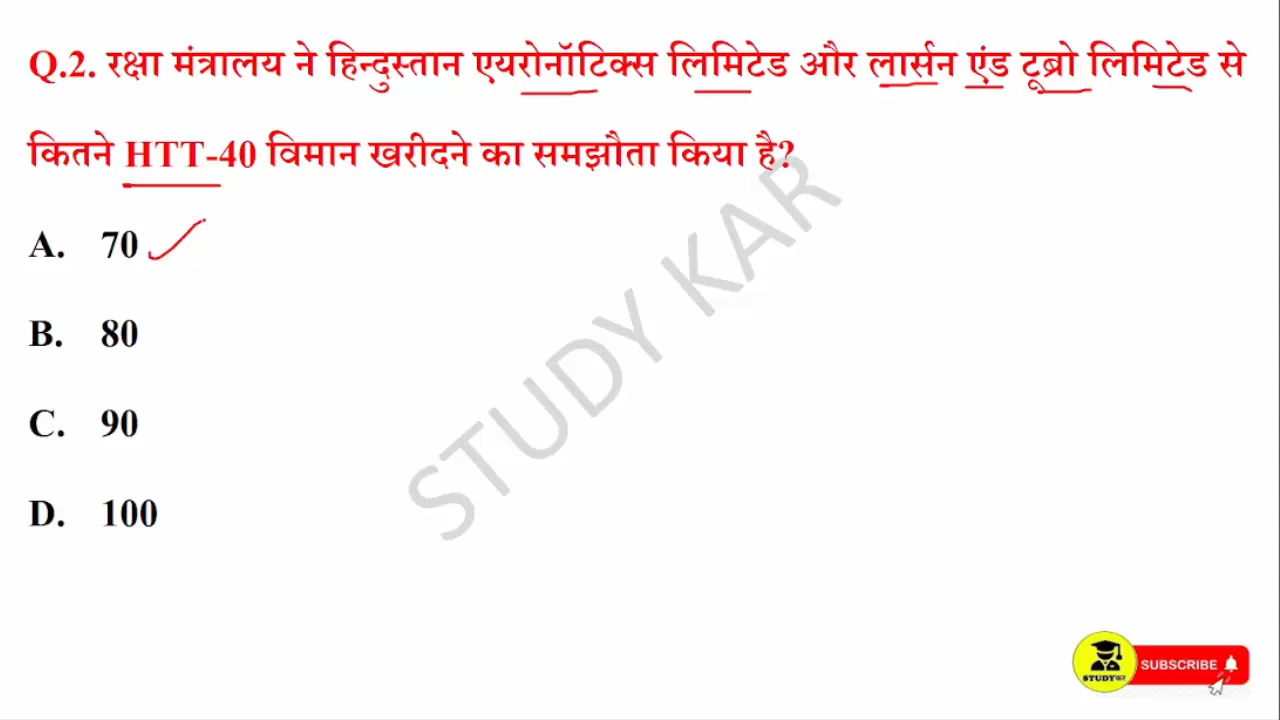 Q.2. रक्षा मंत्रालय ने हिन्दुस्तान एयरोनॉटिक्स लिमिटेड और लार्सन एंड टूब्रो लिमिटेड से
कितने HTT-40 विमान खरीदने का समझौता किया है?
A. 70
B. 80
C. 90
D. 100
STUDY KAR
STUDYकर
SUBSCRIBE